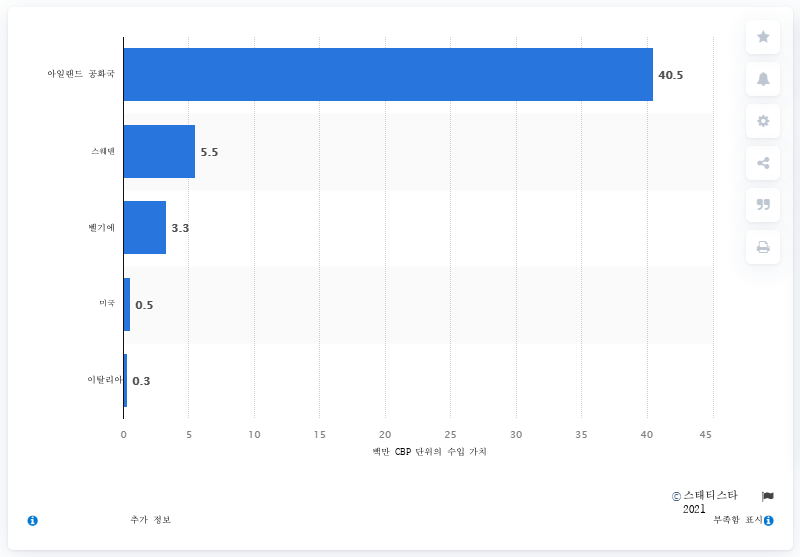 아일랜드 공화국
40.5
스웨덴
5.5
벨기에
3.3
미국
0.5
이탈리아
0.3
0 5 10 15 20 25 30 35 40 45
백만 CBP 단위의 수입 가치
© 스태티스타
2021
추가 정보
부족함 표시